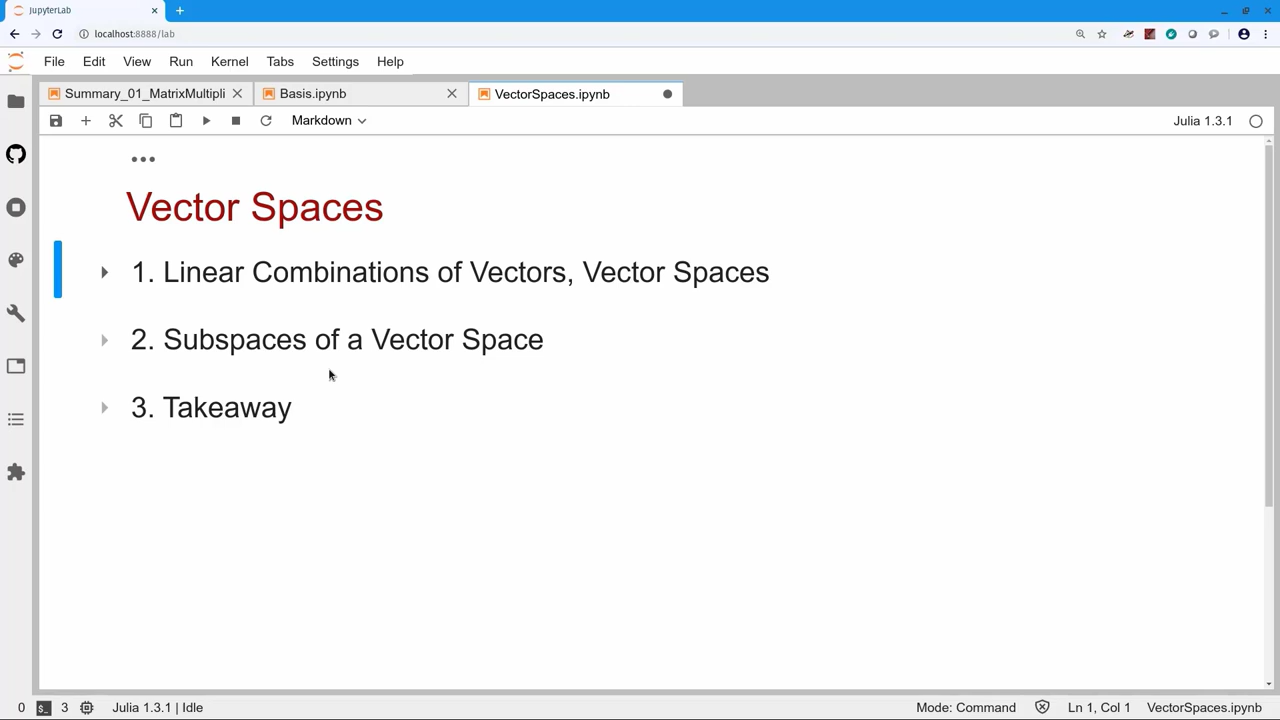 JupyterLab
localhost:8888/lab
File Edit View Run Kernel Tabs Settings Help
Summary_01_MatrixMultipli Basis.ipynb VectorSpaces.ipynb
Markdown Julia 1.3.1
Vector Spaces
1. Linear Combinations of Vectors, Vector Spaces
2. Subspaces of a Vector Space
3. Takeaway
0 $_ 3 Julia 1.3.1 | Idle Mode: Command Ln 1, Col 1 VectorSpaces.ipynb